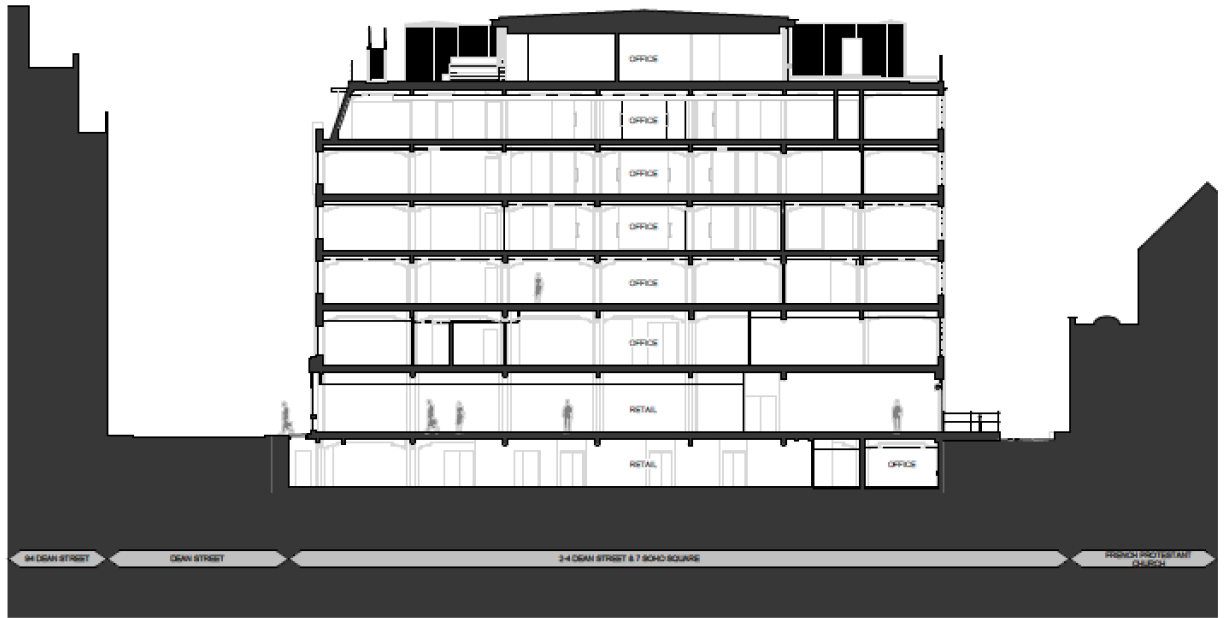 OFFICE
OFFICE
OFFICE
OFFICE
OFFICE
OFFICE
RETAIL
RETAIL
OFFICE
94 DEAN STREET
DEAN STREET
2-4 DEAN STREET & 7 SOHO SQUARE
FRENCH PROTESTANT
CHURCH